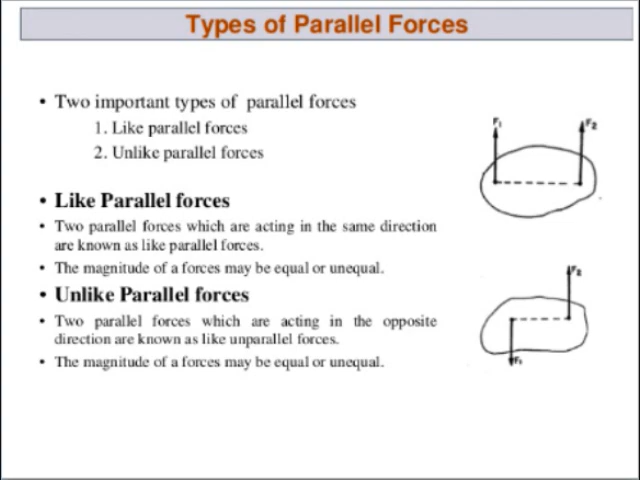 Types of Parallel Forces
• Two important types of parallel forces
1. Like parallel forces
2. Unlike parallel forces
• Like Parallel forces
• Two parallel forces which are acting in the same direction
are known as like parallel forces.
• The magnitude of a forces may be equal or unequal.
• Unlike Parallel forces
• Two parallel forces which are acting in the opposite
direction are known as like unparallel forces.
• The magnitude of a forces may be equal or unequal.
F₁
F₂
F₂
F₁